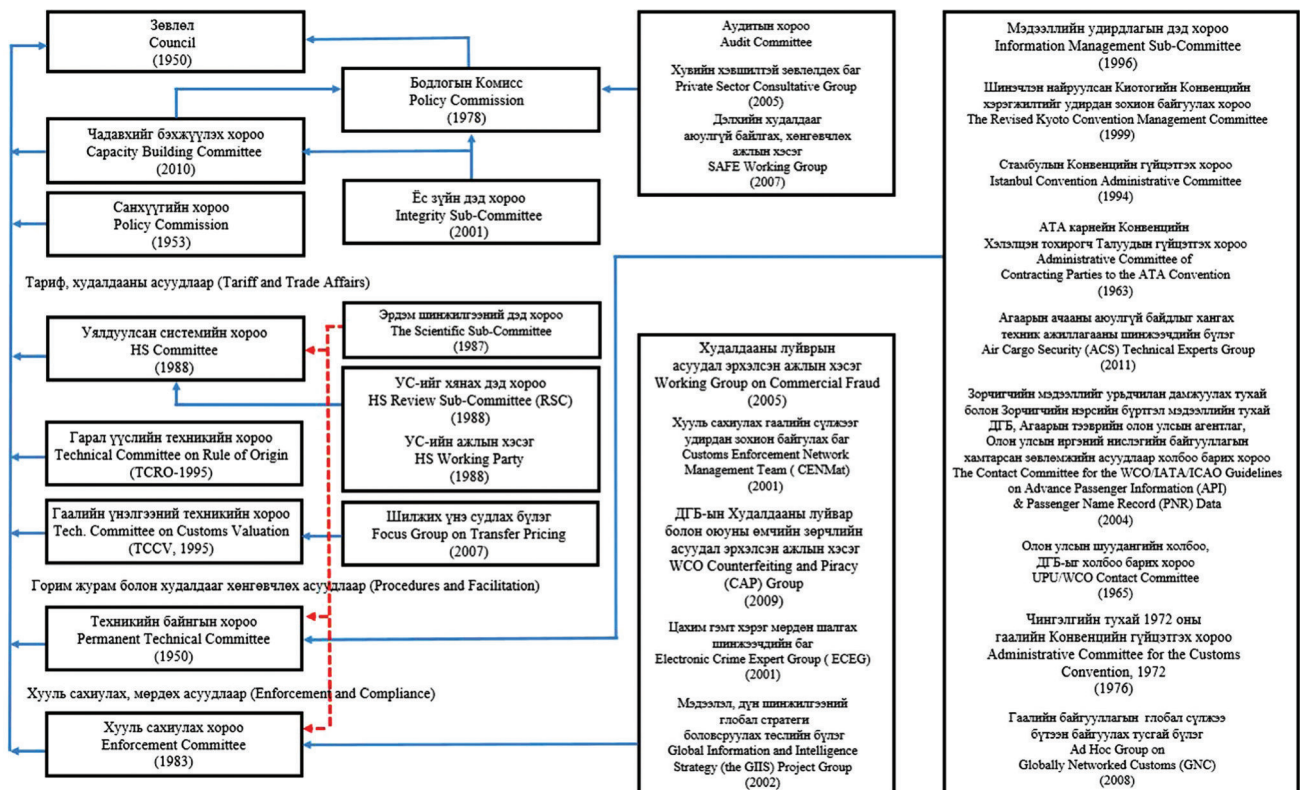 Зөвлөл
Council
(1950)
Бодлогын Комисс
Policy Commission
(1978)
Чадавхийг бэхжүүлэх хороо
Capacity Building Committee
(2010)
Санхүүгийн хороо
Policy Commission
(1953)
Ёс зүйн дэд хороо
Integrity Sub-Committee
(2001)
Аудитын хороо
Audit Committee
Хувийн хэвшилтэй зөвлөлдөх баг
Private Sector Consultative Group
(2005)
Дэлхийн худалдааг
аюулгүй байлгах, хөнгөвчлөх
ажлын хэсэг
SAFE Working Group
(2007)
Тариф, худалдааны асуудлаар (Tariff and Trade Affairs)
Уялдуулсан системийн хороо
HS Committee
(1988)
Гарал үүслийн техникийн хороо
Technical Committee on Rule of Origin
(TCRO-1995)
Гаалийн үнэлгээний техникийн хороо
Tech. Committee on Customs Valuation
(TCCV, 1995)
Эрдэм шинжилгээний дэд хороо
The Scientific Sub-Committee
(1987)
УС-ийг хянах дэд хороо
HS Review Sub-Committee (RSC)
(1988)
УС-ийн ажлын хэсэг
HS Working Party
(1988)
Шилжих үнэ судлах бүлэг
Focus Group on Transfer Pricing
(2007)
Горим журам болон худалдааг хөнгөвчлөх асуудлаар (Procedures and Facilitation)
Техникийн байнгын хороо
Permanent Technical Committee
(1950)
Хууль сахиулах, мөрдөх асуудлаар (Enforcement and Compliance)
Хууль сахиулах хороо
Enforcement Committee
(1983)
Худалдааны луйврын
асуудал эрхэлсэн ажлын хэсэг
Working Group on Commercial Fraud
(2005)
Хууль сахиулах гаалийн сүлжээг
удирдан зохион байгулах баг
Customs Enforcement Network
Management Team ( CENMat)
(2001)
ДГБ-ын Худалдааны луйвар
болон оюуны өмчийн зөрчлийн
асуудал эрхэлсэн ажлын хэсэг
WCO Counterfeiting and Piracy
(CAP) Group
(2009)
Цахим гэмт хэрэг мөрдөн шалгах
шинжээчдийн баг
Electronic Crime Expert Group ( ECEG)
(2001)
Мэдээлэл, дүн шинжилгээний
глобал стратеги
боловсруулах төслийн бүлэг
Global Information and Intelligence
Strategy (the GIIS) Project Group
(2002)
Мэдээллийн удирдлагын дэд хороо
Information Management Sub-Committee
(1996)
Шинэчлэн найруулсан Киотогийн Конвенцийн
хэрэгжилтийг удирдан зохион байгуулах хороо
The Revised Kyoto Convention Management Committee
(1999)
Стамбулын Конвенцийн гүйцэтгэх хороо
Istanbul Convention Administrative Committee
(1994)
АТА карнейн Конвенцийн
Хэлэлцэн тохирогч Талуудын гүйцэтгэх хороо
Administrative Committee of
Contracting Parties to the ATA Convention
(1963)
Агаарын ачааны аюулгүй байдлыг хангах
техник ажиллагааны шинжээчдийн бүлэг
Air Cargo Security (ACS) Technical Experts Group
(2011)
Зорчигчийн мэдээллийг урьдчилан дамжуулах тухай
болон Зорчигчийн нэрсийн бүртгэл мэдээллийн тухай
ДГБ, Агаарын тээврийн олон улсын агентлаг,
Олон улсын иргэний нислэгийн байгууллагын
хамтарсан зөвлөмжийн асуудлаар холбоо барих хороо
The Contact Committee for the WCO/IATA/ICAO Guidelines
on Advance Passenger Information (API)
& Passenger Name Record (PNR) Data
(2004)
Олон улсын шуудангийн холбоо,
ДГБ-ыг холбоо барих хороо
UPU/WCO Contact Committee
(1965)
Чингэлгийн тухай 1972 оны
гаалийн Конвенцийн гүйцэтгэх хороо
Administrative Committee for the Customs
Convention, 1972
(1976)
Гаалийн байгууллагын глобал сүлжээ
бүтээн байгуулах тусгай бүлэг
Ad Hoc Group on
Globally Networked Customs (GNC)
(2008)